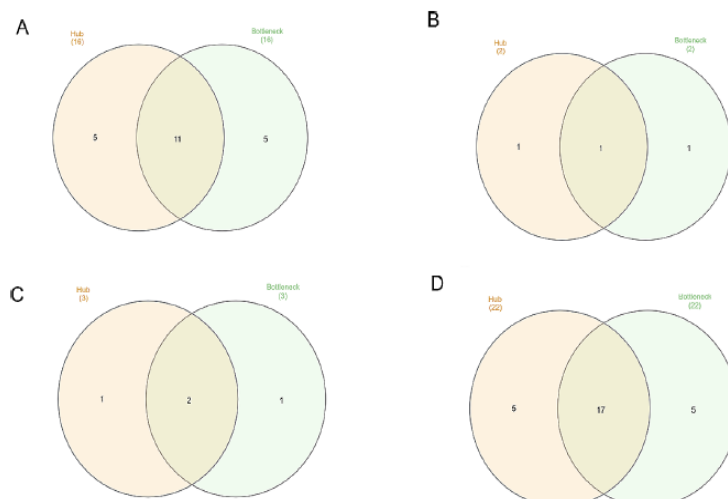 A
Hub
(16)
Bottleneck
(16)
5
11
5
B
Hub
(2)
Bottleneck
(2)
1
1
1
C
Hub
(3)
Bottleneck
(3)
1
2
1
D
Hub
(22)
Bottleneck
(22)
5
17
5